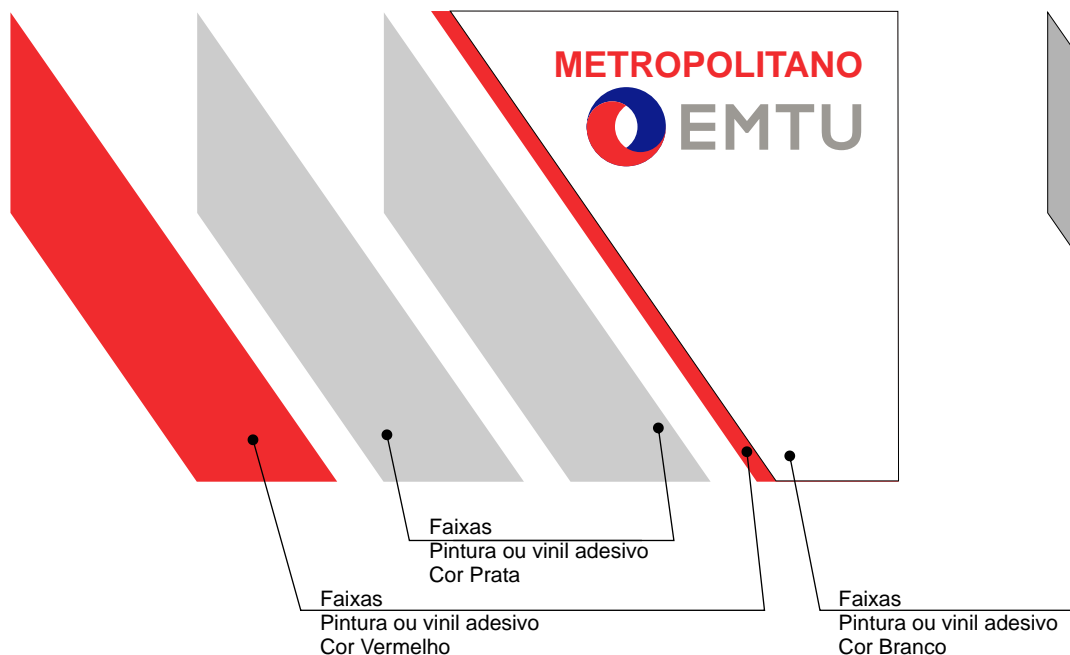 METROPOLITANO
EMTU
Faixas
Pintura ou vinil adesivo
Cor Prata
Faixas
Pintura ou vinil adesivo
Cor Vermelho
Faixas
Pintura ou vinil adesivo
Cor Branco